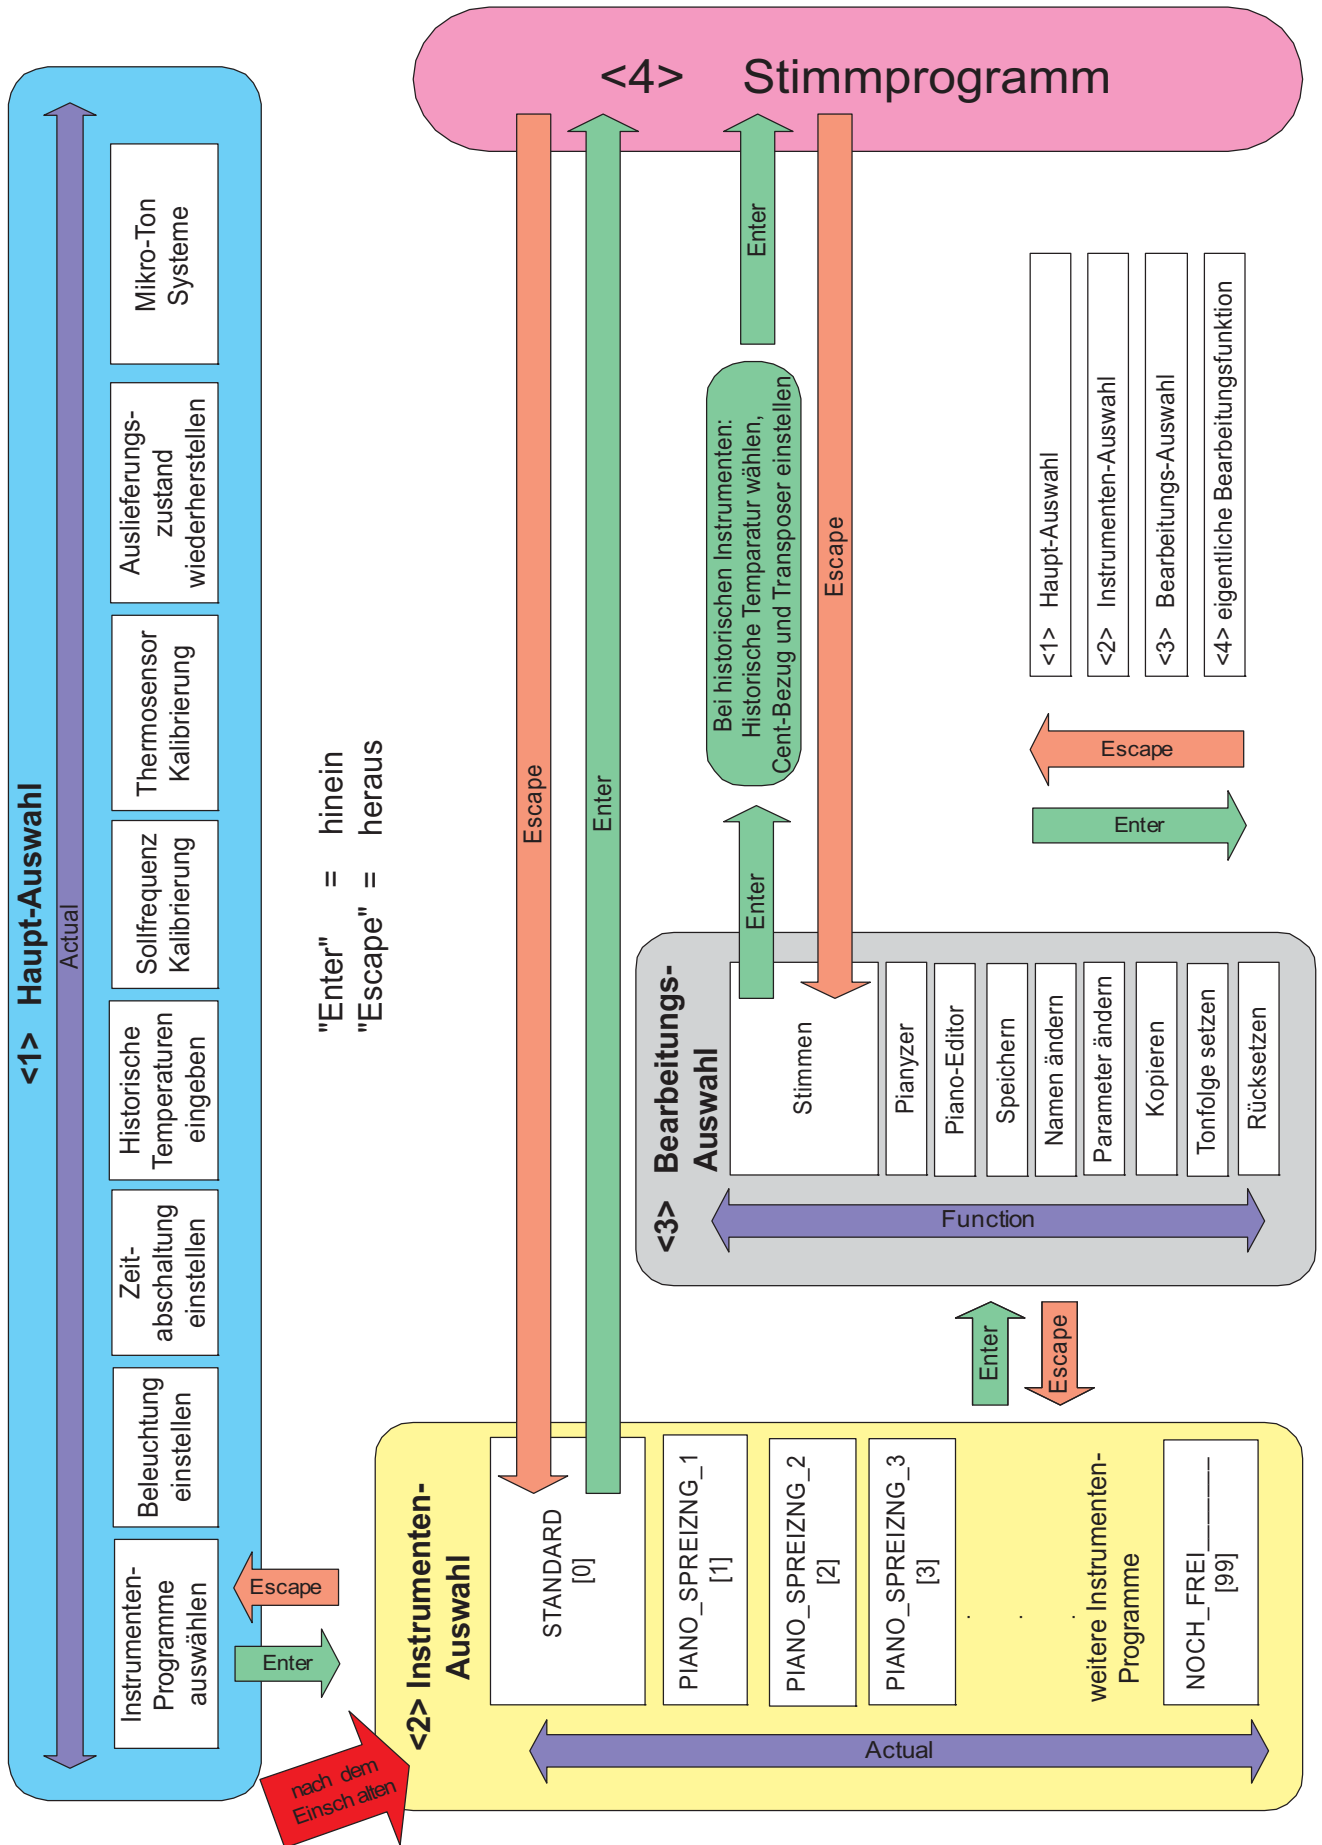 <1> Haupt-Auswahl
Actual
Instrumenten-
Programme
auswählen
Beleuchtung
einstellen
Zeit-
abschaltung
einstellen
Historische
Temperaturen
eingeben
Sollfrequenz
Kalibrierung
Thermosensor
Kalibrierung
Auslieferungs-
zustand
wiederherstellen
Mikro-Ton
Systeme
Enter
Escape
"Enter" = hinein
"Escape" = heraus
nach dem
Einsch alten
<2> Instrumenten-
Auswahl
STANDARD
[0]
PIANO_SPREIZNG_1
[1]
PIANO_SPREIZNG_2
[2]
PIANO_SPREIZNG_3
[3]
. . .
weitere Instrumenten-
Programme
NOCH_FREI_______
[99]
Actual
Escape
Enter
Enter
Escape
<3> Bearbeitungs-
Auswahl
Stimmen
Pianyzer
Piano-Editor
Speichern
Namen ändern
Parameter ändern
Kopieren
Tonfolge setzen
Rücksetzen
Function
Enter
Bei historischen Instrumenten:
Historische Temparatur wählen,
Cent-Bezug und Transposer einstellen
Enter
Escape
<4> Stimmprogramm
Enter
Escape
<1> Haupt-Auswahl
<2> Instrumenten-Auswahl
<3> Bearbeitungs-Auswahl
<4> eigentliche Bearbeitungsfunktion